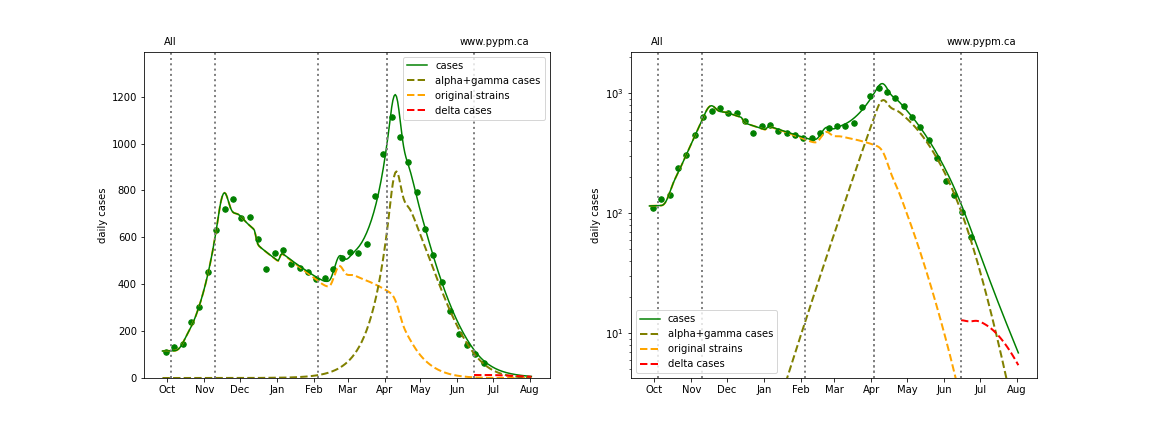 All www.pypm.ca
cases
alpha+gamma cases
original strains
delta cases
daily cases
1200
1000
800
600
400
200
0
Oct Nov Dec Jan Feb Mar Apr May Jun Jul Aug
All www.pypm.ca
daily cases
10³
10²
10¹
cases
alpha+gamma cases
original strains
delta cases
Oct Nov Dec Jan Feb Mar Apr May Jun Jul Aug